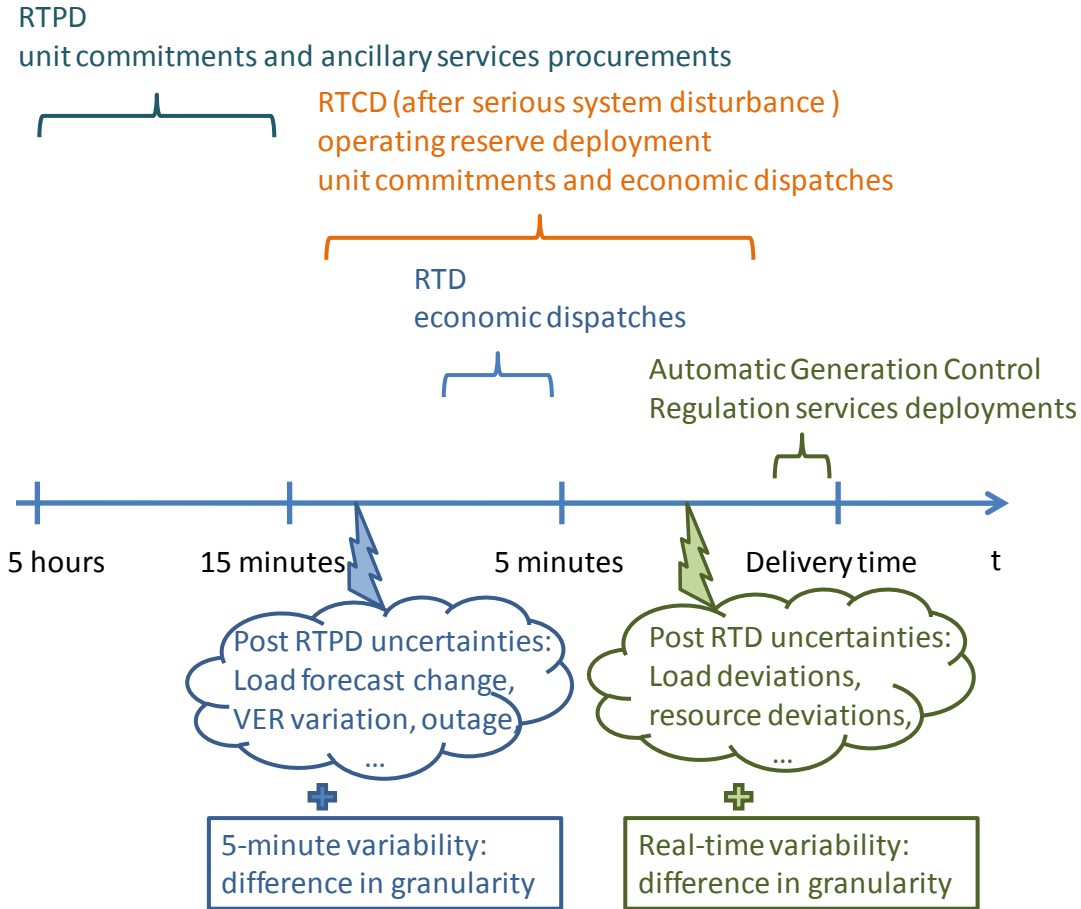 RTPD
unit commitments and ancillary services procurements
RTCD (after serious system disturbance )
operating reserve deployment
unit commitments and economic dispatches
RTD
economic dispatches
Automatic Generation Control
Regulation services deployments
5 hours
15 minutes
5 minutes
Delivery time
t
Post RTPD uncertainties:
Load forecast change,
VER variation, outage,
...
Post RTD uncertainties:
Load deviations,
resource deviations,
...
5-minute variability:
difference in granularity
Real-time variability:
difference in granularity